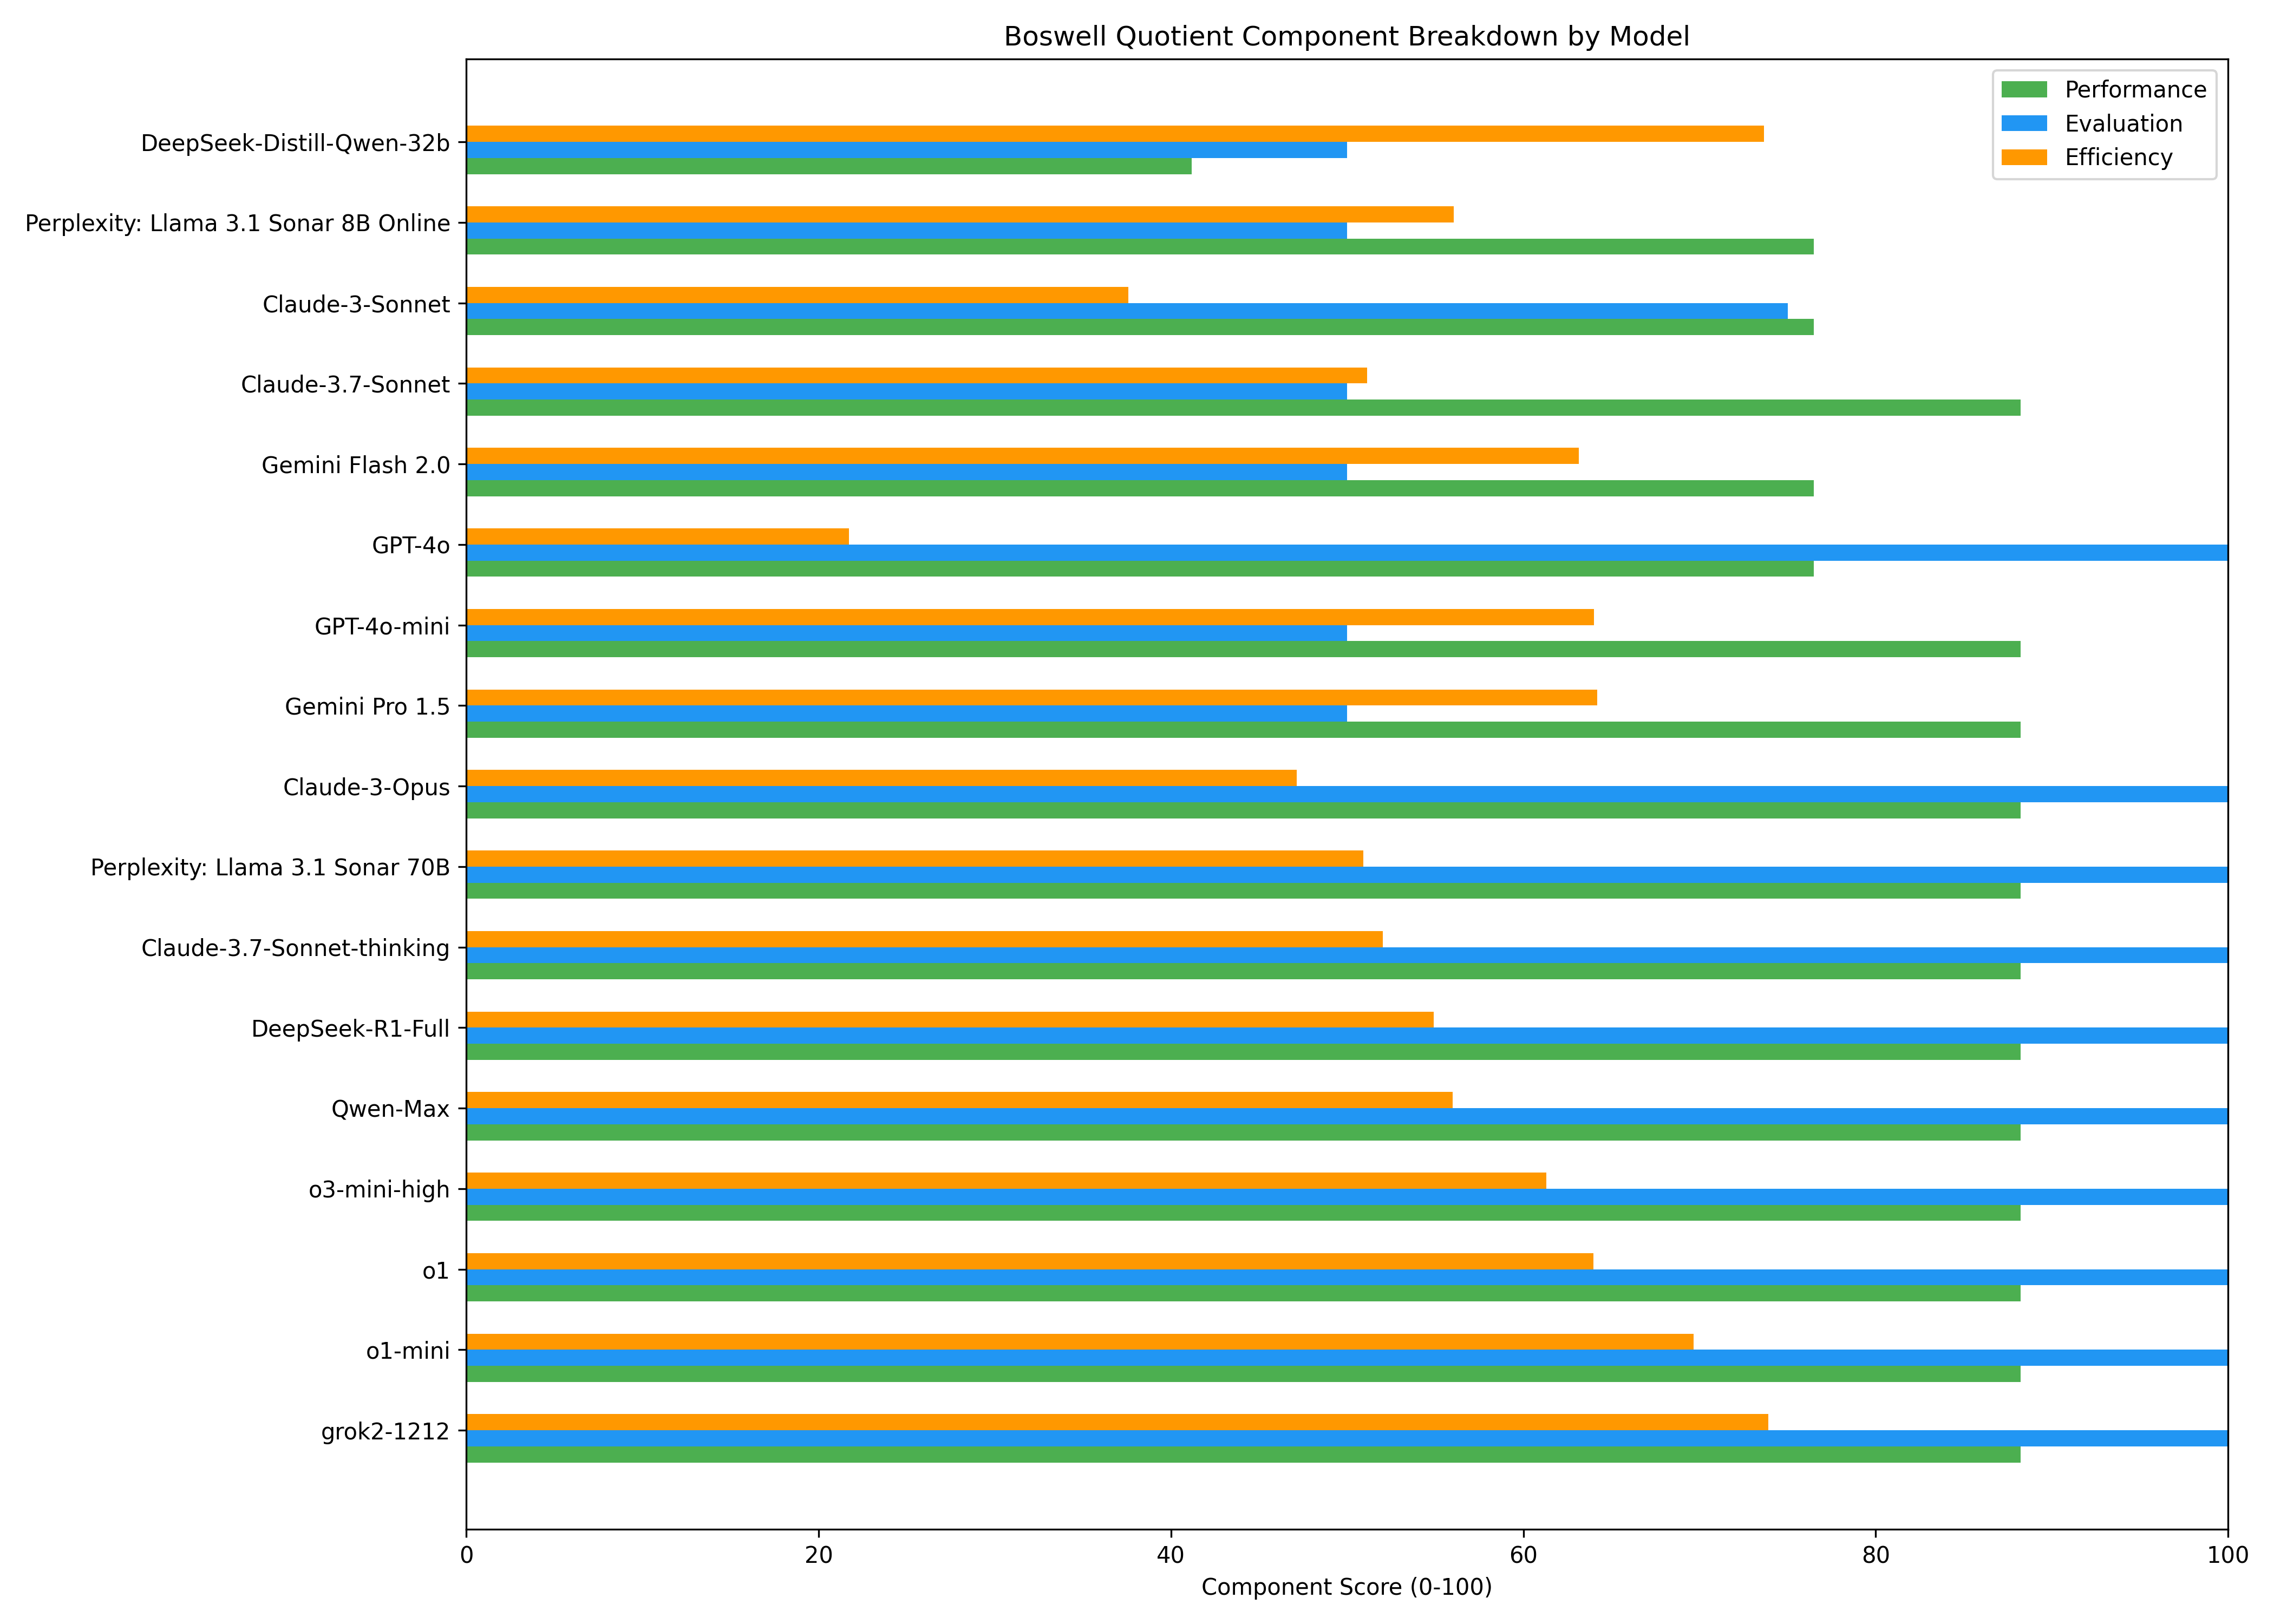 Boswell Quotient Component Breakdown by Model
Performance
Evaluation
Efficiency
DeepSeek-Distill-Qwen-32b
Perplexity: Llama 3.1 Sonar 8B Online
Claude-3-Sonnet
Claude-3.7-Sonnet
Gemini Flash 2.0
GPT-4o
GPT-4o-mini
Gemini Pro 1.5
Claude-3-Opus
Perplexity: Llama 3.1 Sonar 70B
Claude-3.7-Sonnet-thinking
DeepSeek-R1-Full
Qwen-Max
o3-mini-high
o1
o1-mini
grok2-1212
0 20 40 60 80 100
Component Score (0-100)